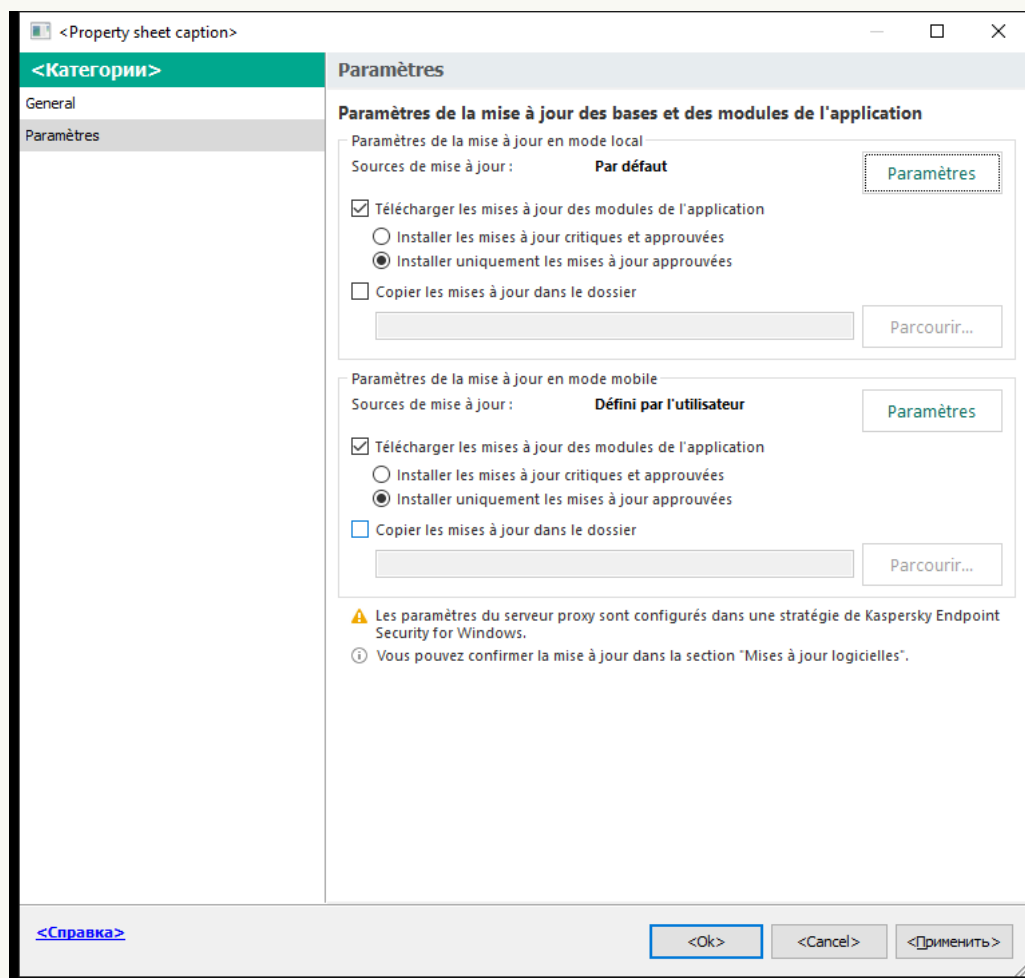 <Property sheet caption>
<Категории>
General
Paramètres
Paramètres
Paramètres de la mise à jour des bases et des modules de l'application
Paramètres de la mise à jour en mode local
Sources de mise à jour : Par défaut Paramètres
Télécharger les mises à jour des modules de l'application
Installer les mises à jour critiques et approuvées
Installer uniquement les mises à jour approuvées
Copier les mises à jour dans le dossier
Parcourir...
Paramètres de la mise à jour en mode mobile
Sources de mise à jour : Défini par l'utilisateur Paramètres
Télécharger les mises à jour des modules de l'application
Installer les mises à jour critiques et approuvées
Installer uniquement les mises à jour approuvées
Copier les mises à jour dans le dossier
Parcourir...
Les paramètres du serveur proxy sont configurés dans une stratégie de Kaspersky Endpoint
Security for Windows.
Vous pouvez confirmer la mise à jour dans la section "Mises à jour logicielles".
<Справка>
<Ok> <Cancel> <Применить>